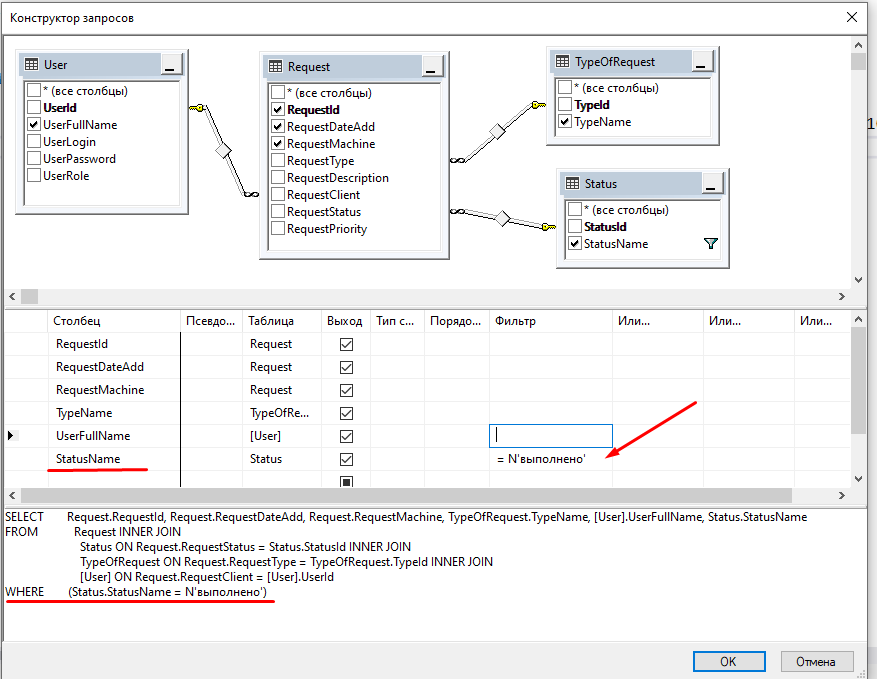 Конструктор запросов
User
* (все столбцы)
UserId
UserFullName
UserLogin
UserPassword
UserRole
Request
* (все столбцы)
RequestId
RequestDateAdd
RequestMachine
RequestType
RequestDescription
RequestClient
RequestStatus
RequestPriority
TypeOfRequest
* (все столбцы)
TypeId
TypeName
Status
* (все столбцы)
StatusId
StatusName
Столбец Псевдо... Таблица Выход Тип с... Порядо... Фильтр Или... Или... Или...
RequestId Request
RequestDateAdd Request
RequestMachine Request
TypeName TypeOfRe...
UserFullName [User]
StatusName Status = N'выполнено'
SELECT Request.RequestId, Request.RequestDateAdd, Request.RequestMachine, TypeOfRequest.TypeName, [User].UserFullName, Status.StatusName
FROM Request INNER JOIN
Status ON Request.RequestStatus = Status.StatusId INNER JOIN
TypeOfRequest ON Request.RequestType = TypeOfRequest.TypeId INNER JOIN
[User] ON Request.RequestClient = [User].UserId
WHERE (Status.StatusName = N'выполнено')
OK Отмена